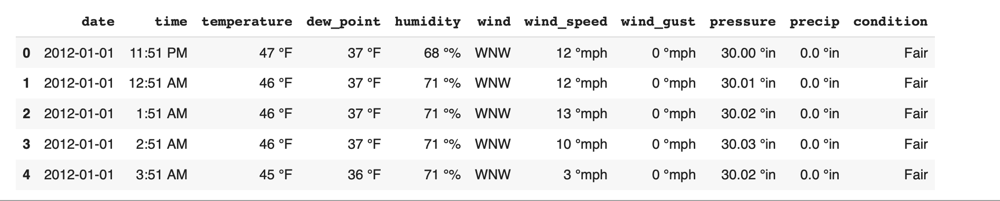 date time temperature dew_point humidity wind wind_speed wind_gust pressure precip condition
0 2012-01-01 11:51 PM 47 °F 37 °F 68 °% WNW 12 °mph 0 °mph 30.00 °in 0.0 °in Fair
1 2012-01-01 12:51 AM 46 °F 37 °F 71 °% WNW 12 °mph 0 °mph 30.01 °in 0.0 °in Fair
2 2012-01-01 1:51 AM 46 °F 37 °F 71 °% WNW 13 °mph 0 °mph 30.02 °in 0.0 °in Fair
3 2012-01-01 2:51 AM 46 °F 37 °F 71 °% WNW 10 °mph 0 °mph 30.03 °in 0.0 °in Fair
4 2012-01-01 3:51 AM 45 °F 36 °F 71 °% WNW 3 °mph 0 °mph 30.02 °in 0.0 °in Fair